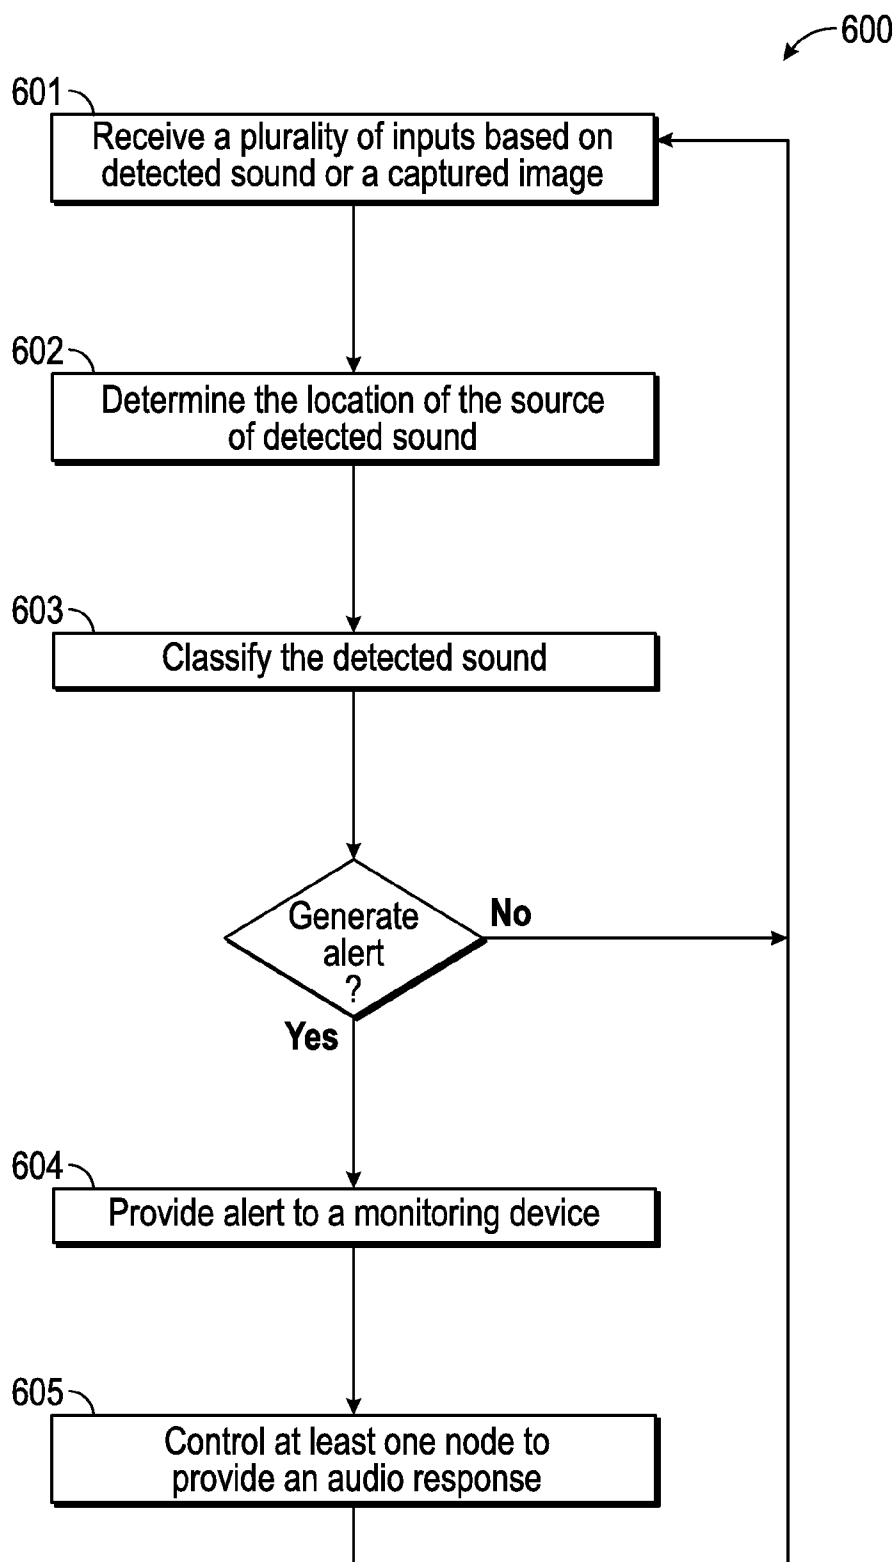 600
601
Receive a plurality of inputs based on
detected sound or a captured image
602
Determine the location of the source
of detected sound
603
Classify the detected sound
Generate
alert
?
No
Yes
604
Provide alert to a monitoring device
605
Control at least one node to
provide an audio response